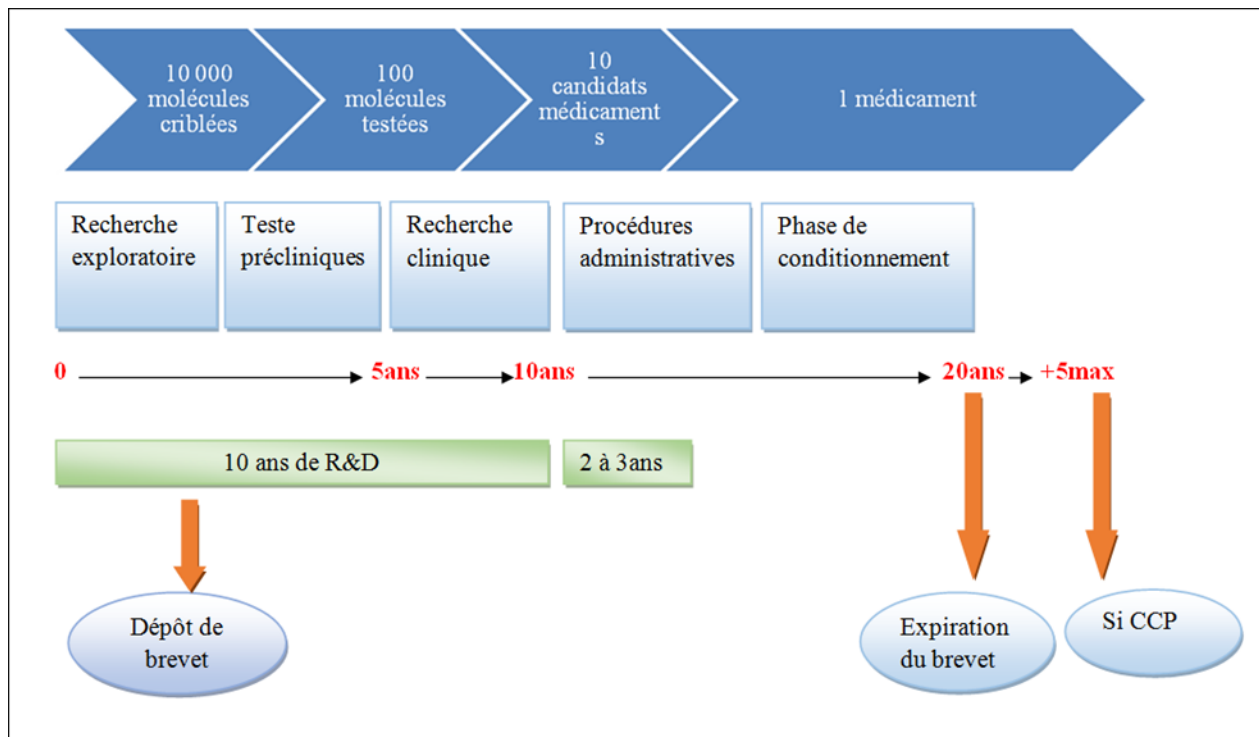 10 000
molécules
criblées
100
molécules
testées
10
candidats
médicament
s
1 médicament
Recherche
exploratoire
Teste
précliniques
Recherche
clinique
Procédures
administratives
Phase de
conditionnement
0
5ans
10ans
20ans
+5max
10 ans de R&D
2 à 3ans
Dépôt de
brevet
Expiration
du brevet
Si CCP